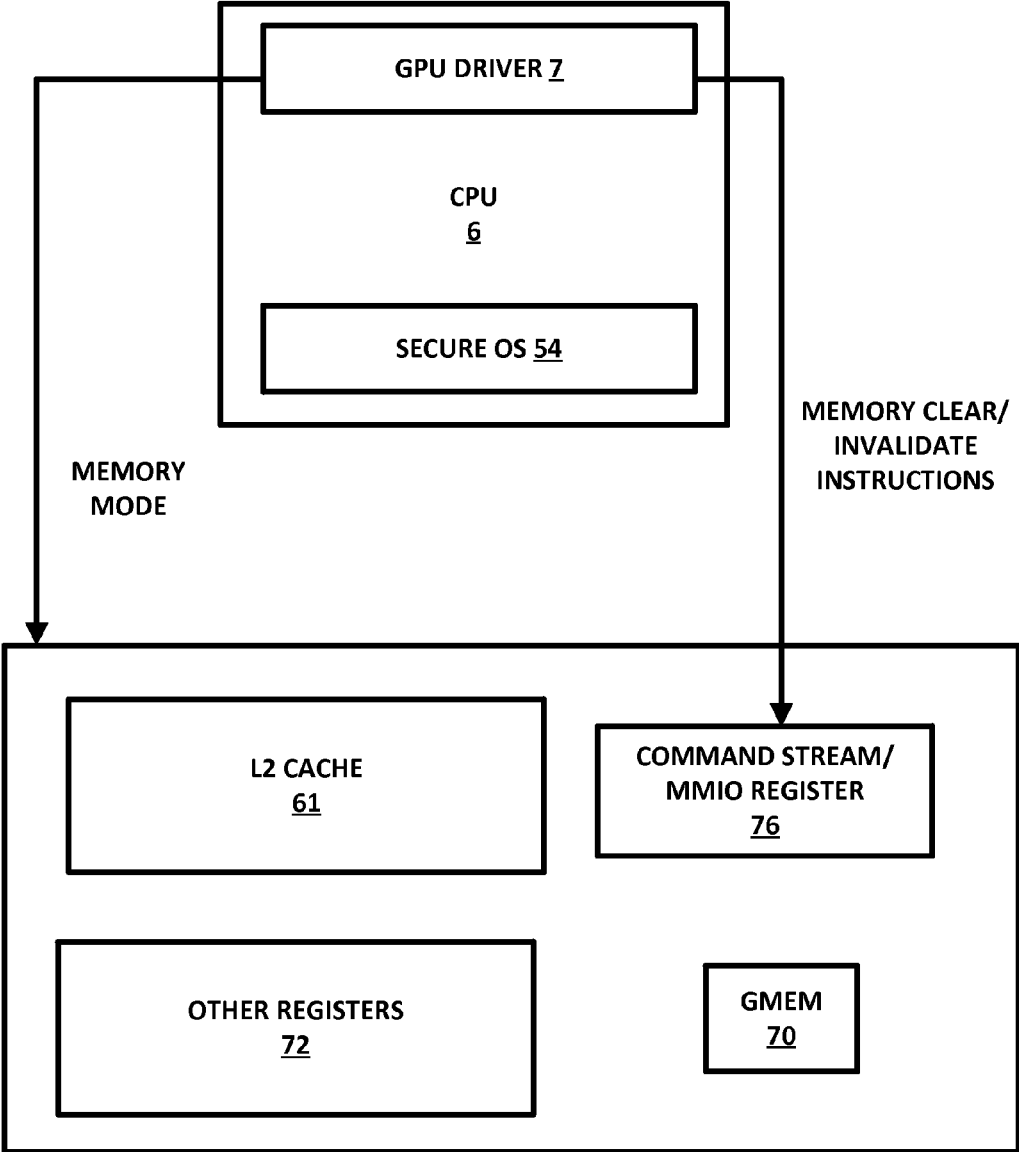 GPU DRIVER 7
CPU
6
SECURE OS 54
MEMORY CLEAR/
INVALIDATE
INSTRUCTIONS
MEMORY
MODE
L2 CACHE
61
COMMAND STREAM/
MMIO REGISTER
76
OTHER REGISTERS
72
GMEM
70